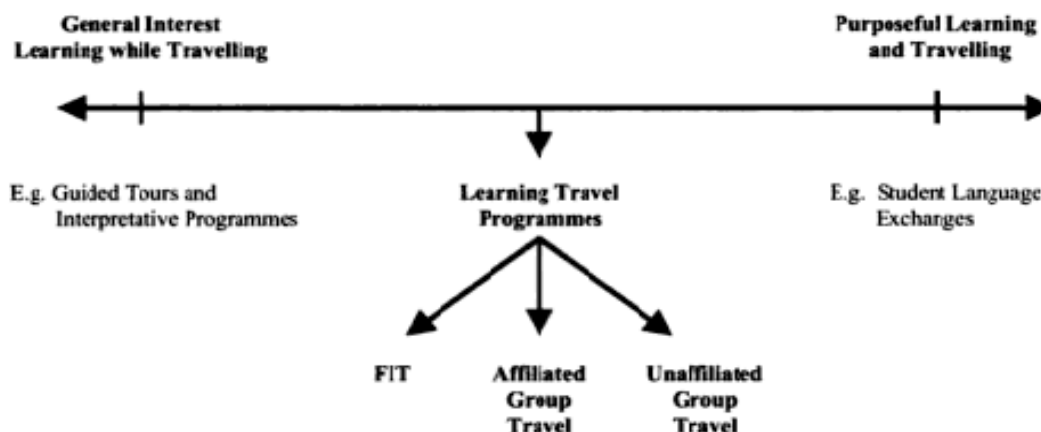 General Interest
Learning while Travelling
Purposeful Learning
and Travelling
E.g. Guided Tours and
Interpretative Programmes
Learning Travel
Programmes
E.g. Student Language
Exchanges
FIT
Affiliated
Group
Travel
Unaffiliated
Group
Travel